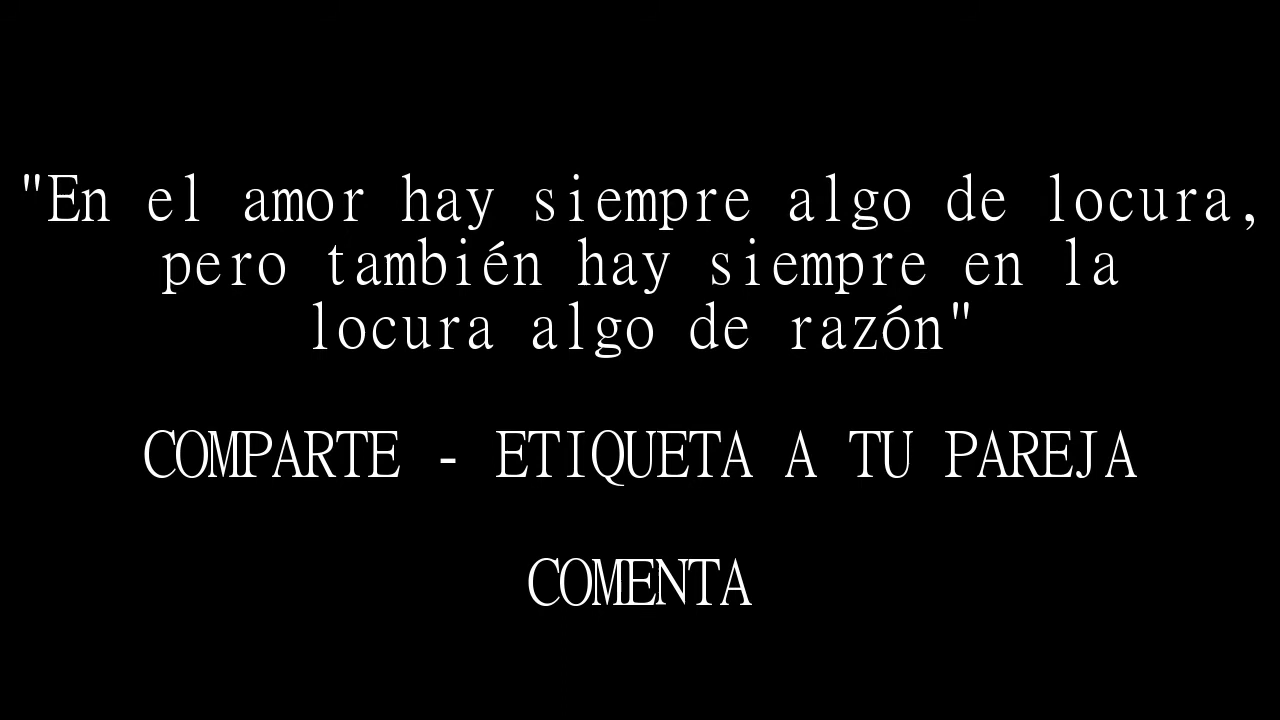 "En el amor hay siempre algo de locura,
pero también hay siempre en la
locura algo de razón"
COMPARTE - ETIQUETA A TU PAREJA
COMENTA